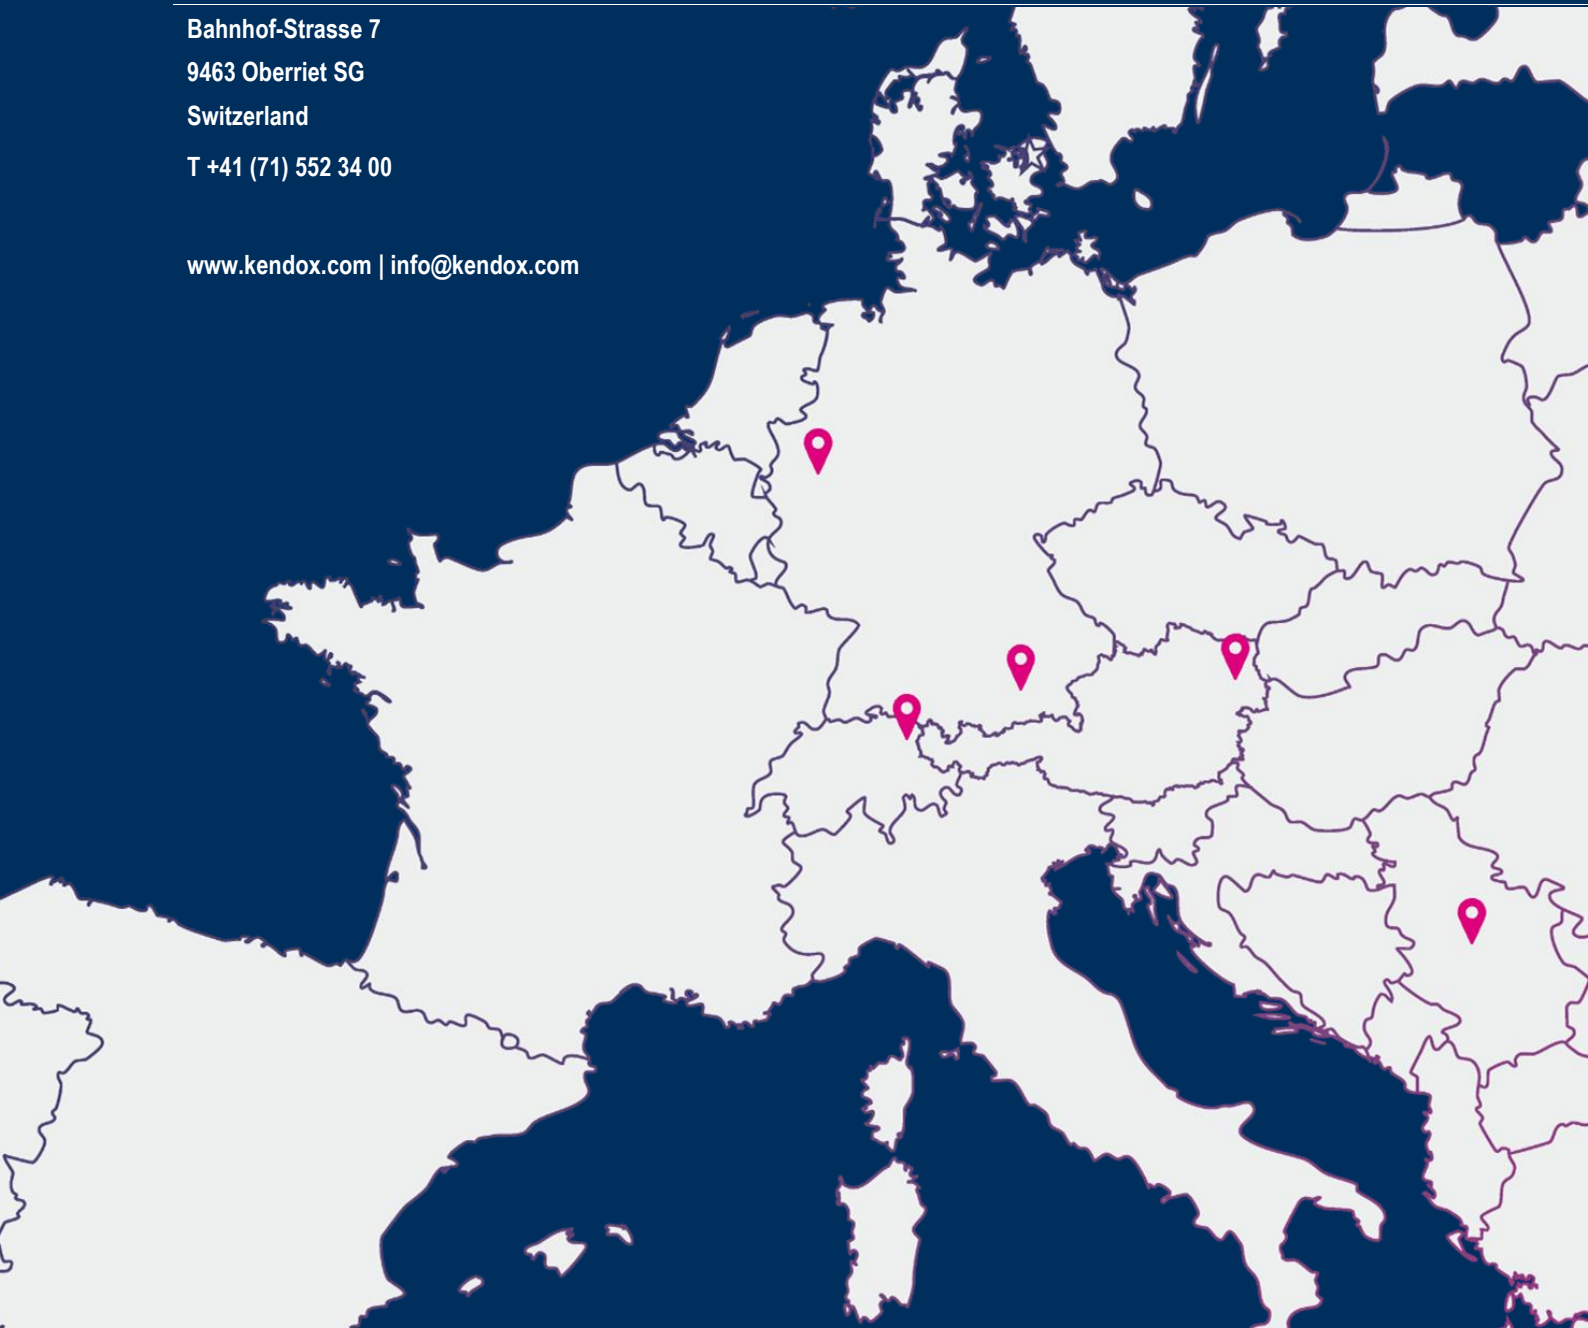 Bahnhof-Strasse 7
9463 Oberriet SG
Switzerland
T +41 (71) 552 34 00
www.kendox.com | info@kendox.com